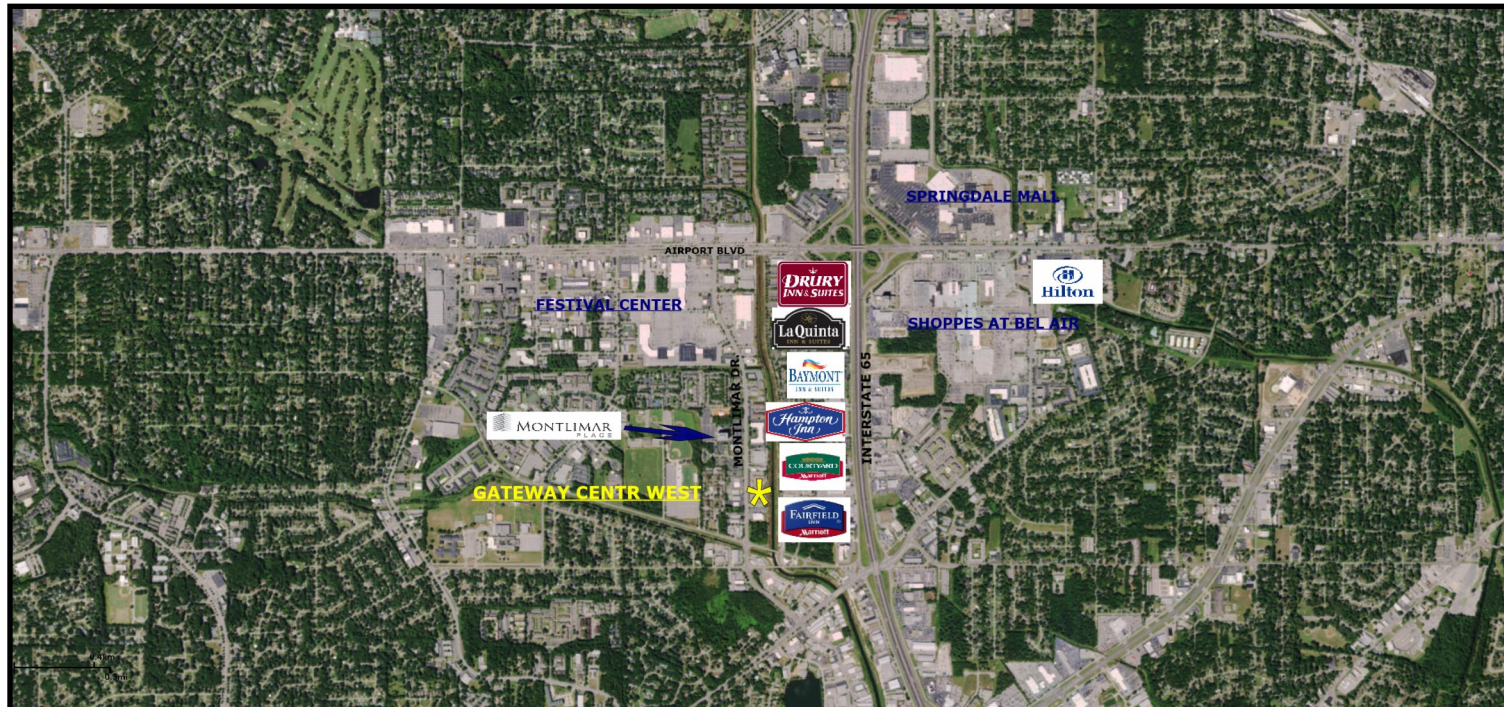 SPRINGDALE MALL
AIRPORT BLVD
DRURY
INN & SUITES
Hilton
FESTIVAL CENTER
LaQuinta
INN & SUITES
SHOPPES AT BEL AIR
BAYMONT
INN & SUITES
MONTLIMAR DR.
INTERSTATE 65
MONTLIMAR
PLACE
Hampton
Inn
COURTYARD
Marriott
GATEWAY CENTR WEST
*
FAIRFIELD
INN
Marriott